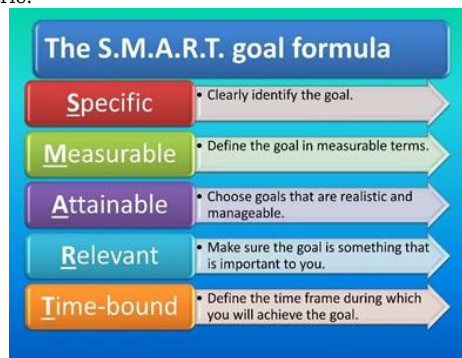 The S.M.A.R.T. goal formula
Specific
• Clearly identify the goal.
Measurable
• Define the goal in measurable terms.
Attainable
• Choose goals that are realistic and
manageable.
Relevant
• Make sure the goal is something that
is important to you.
Time-bound
• Define the time frame during which
you will achieve the goal.